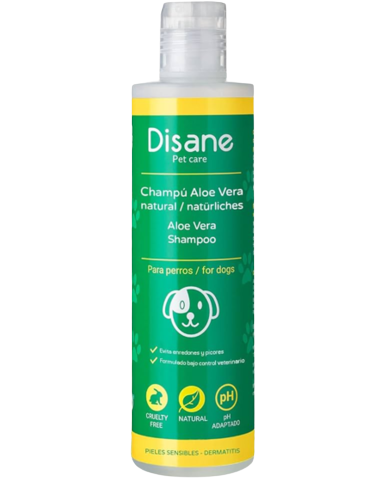 Disane
Pet care
Champú Aloe Vera
natural / natürliches
Aloe Vera
Shampoo
Para perros / for dogs
Evita enredones y picores
Formulado bajo control veterinario
CRUELTY
FREE
NATURAL
pH
pH
ADAPTADO
PIELES SENSIBLES - DERMATITIS